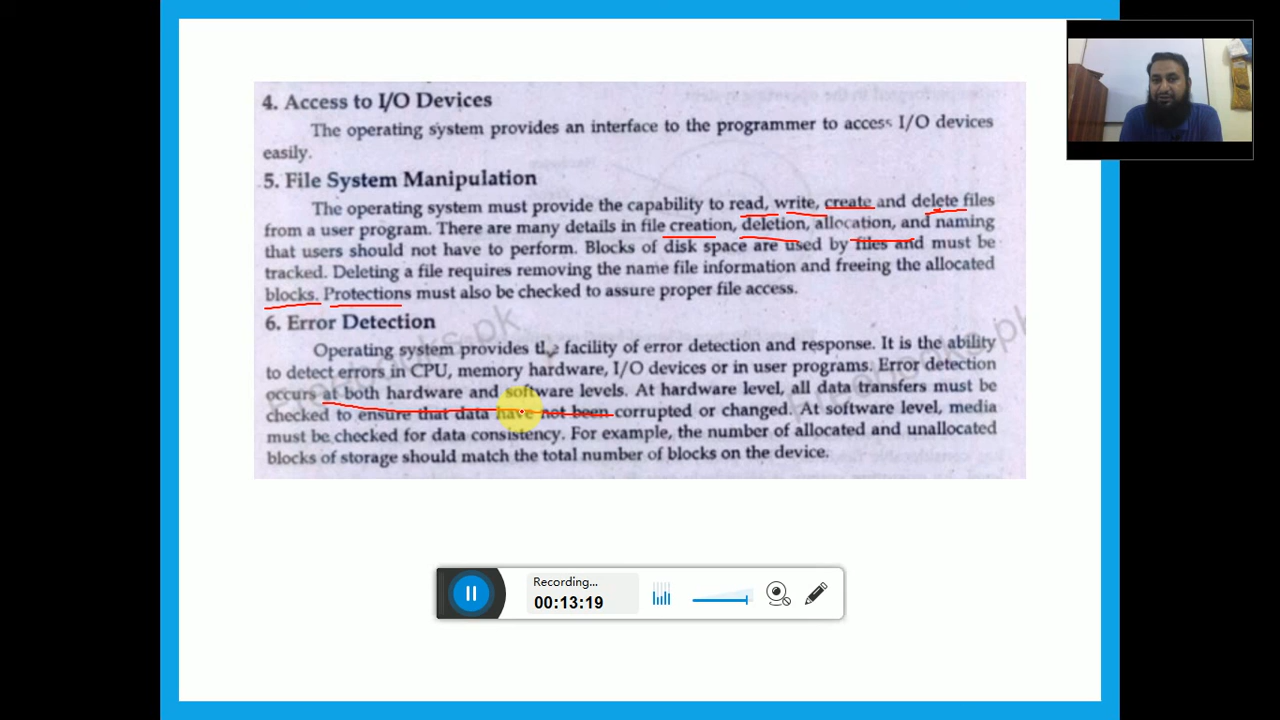 4. Access to I/O Devices
The operating system provides an interface to the programmer to access I/O devices
easily.
5. File System Manipulation
The operating system must provide the capability to read, write, create and delete files
from a user program. There are many details in file creation, deletion, allocation, and naming
that users should not have to perform. Blocks of disk space are used by files and must be
tracked. Deleting a file requires removing the name file information and freeing the allocated
blocks. Protections must also be checked to assure proper file access.
6. Error Detection
Operating system provides the facility of error detection and response. It is the ability
to detect errors in CPU, memory hardware, I/O devices or in user programs. Error detection
occurs at both hardware and software levels. At hardware level, all data transfers must be
checked to ensure that data have not been corrupted or changed. At software level, media
must be checked for data consistency. For example, the number of allocated and unallocated
blocks of storage should match the total number of blocks on the device.
Recording...
00:13:19